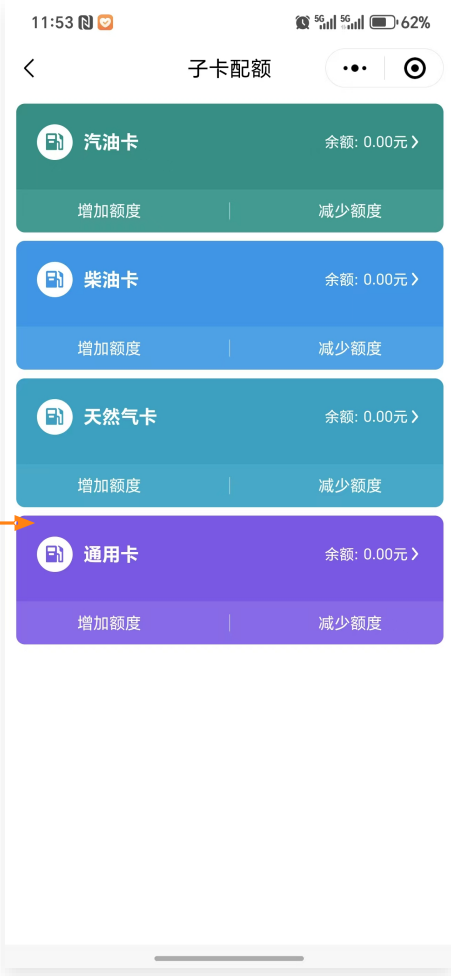 11:53 5G 5G 62%
子卡配额
汽油卡 余额: 0.00元
增加额度 减少额度
柴油卡 余额: 0.00元
增加额度 减少额度
天然气卡 余额: 0.00元
增加额度 减少额度
通用卡 余额: 0.00元
增加额度 减少额度